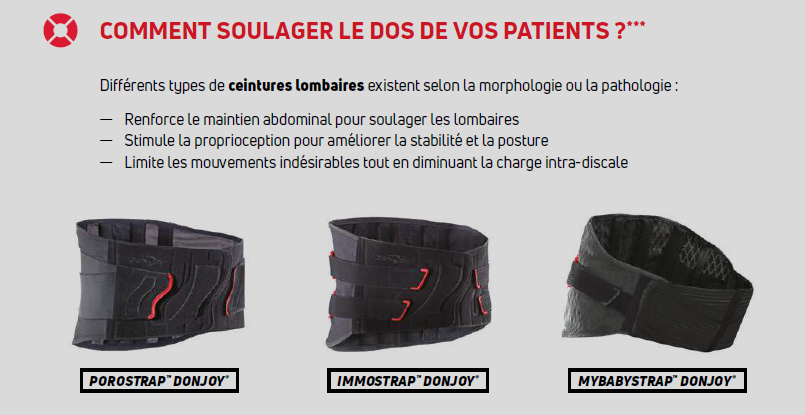 COMMENT SOULAGER LE DOS DE VOS PATIENTS ?***
Différents types de ceintures lombaires existent selon la morphologie ou la pathologie :
— Renforce le maintien abdominal pour soulager les lombaires
— Stimule la proprioception pour améliorer la stabilité et la posture
— Limite les mouvements indésirables tout en diminuant la charge intra-discale
POROSTRAP™ DONJOY®
IMMOSTRAP™ DONJOY®
MYBABYSTRAP™ DONJOY®